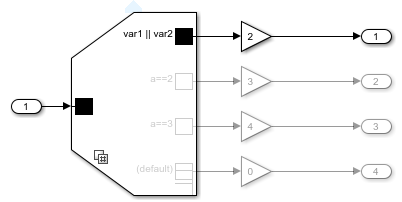 var1 || var2
2
1
a==2
3
2
1
a==3
4
3
(default)
0
4